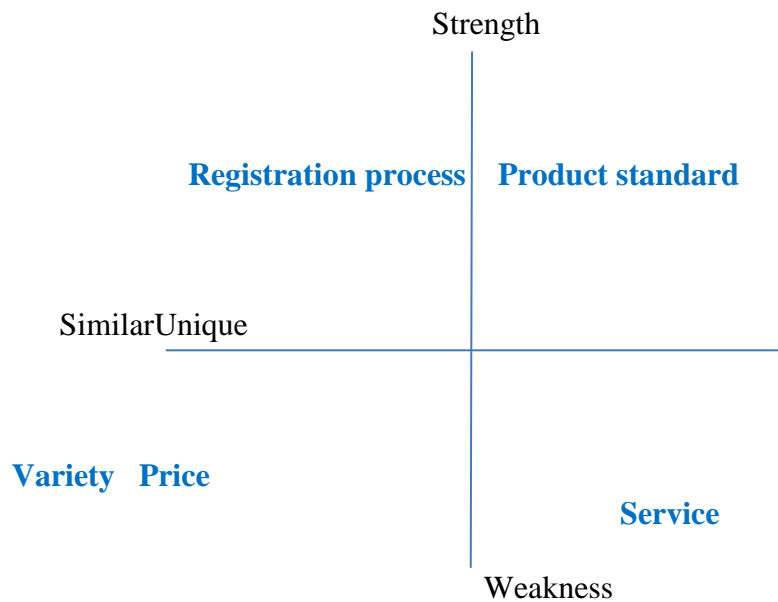 Strength
Registration process Product standard
SimilarUnique
Variety Price
Service
Weakness